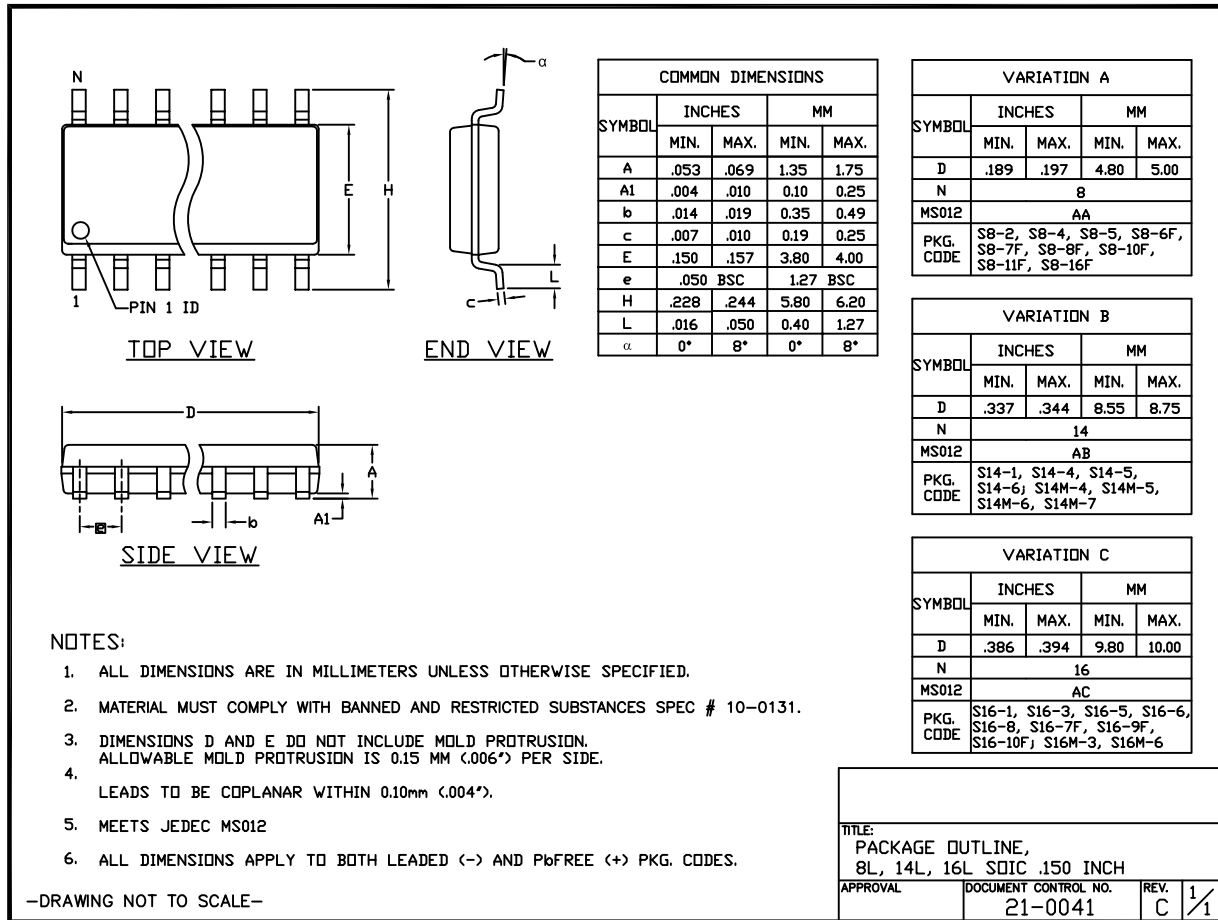 N
E
H
1
PIN 1 ID
TOP VIEW
α
L
c
END VIEW
D
A
A1
e
b
SIDE VIEW
COMMON DIMENSIONS
SYMBOL INCHES MM
MIN. MAX. MIN. MAX.
A .053 .069 1.35 1.75
A1 .004 .010 0.10 0.25
b .014 .019 0.35 0.49
c .007 .010 0.19 0.25
E .150 .157 3.80 4.00
e .050 BSC 1.27 BSC
H .228 .244 5.80 6.20
L .016 .050 0.40 1.27
α 0° 8° 0° 8°
VARIATION A
SYMBOL INCHES MM
MIN. MAX. MIN. MAX.
D .189 .197 4.80 5.00
N 8
MS012 AA
PKG. CODE S8-2, S8-4, S8-5, S8-6F,
S8-7F, S8-8F, S8-10F,
S8-11F, S8-16F
VARIATION B
SYMBOL INCHES MM
MIN. MAX. MIN. MAX.
D .337 .344 8.55 8.75
N 14
MS012 AB
PKG. CODE S14-1, S14-4, S14-5,
S14-6; S14M-4, S14M-5,
S14M-6, S14M-7
VARIATION C
SYMBOL INCHES MM
MIN. MAX. MIN. MAX.
D .386 .394 9.80 10.00
N 16
MS012 AC
PKG. CODE S16-1, S16-3, S16-5, S16-6,
S16-8, S16-7F, S16-9F,
S16-10F; S16M-3, S16M-6
NOTES:
1. ALL DIMENSIONS ARE IN MILLIMETERS UNLESS OTHERWISE SPECIFIED.
2. MATERIAL MUST COMPLY WITH BANNED AND RESTRICTED SUBSTANCES SPEC # 10-0131.
3. DIMENSIONS D AND E DO NOT INCLUDE MOLD PROTRUSION.
ALLOWABLE MOLD PROTRUSION IS 0.15 MM (.006") PER SIDE.
4.
LEADS TO BE COPLANAR WITHIN 0.10mm (.004").
5. MEETS JEDEC MS012
6. ALL DIMENSIONS APPLY TO BOTH LEADED (-) AND PbFREE (+) PKG. CODES.
-DRAWING NOT TO SCALE-
TITLE:
PACKAGE OUTLINE,
8L, 14L, 16L SOIC .150 INCH
APPROVAL DOCUMENT CONTROL NO. REV.
21-0041 C 1/1